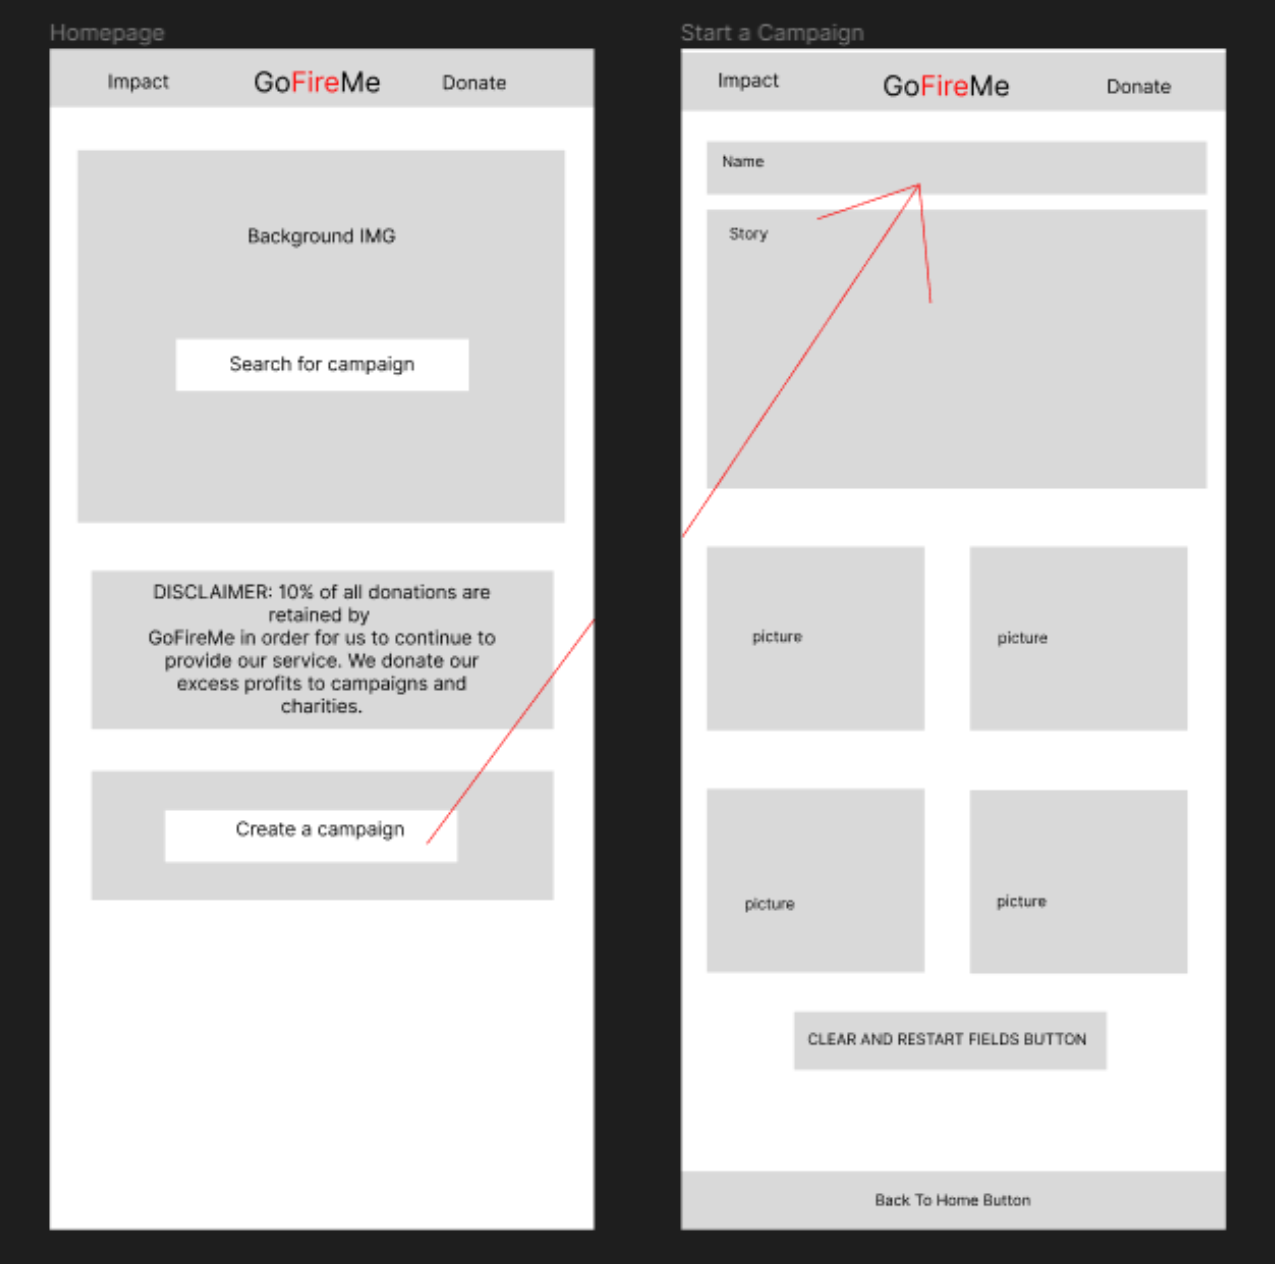 Homepage
Impact
GoFireMe
Donate
Background IMG
Search for campaign
DISCLAIMER: 10% of all donations are
retained by
GoFireMe in order for us to continue to
provide our service. We donate our
excess profits to campaigns and
charities.
Create a campaign
Start a Campaign
Impact
GoFireMe
Donate
Name
Story
picture
picture
picture
picture
CLEAR AND RESTART FIELDS BUTTON
Back To Home Button